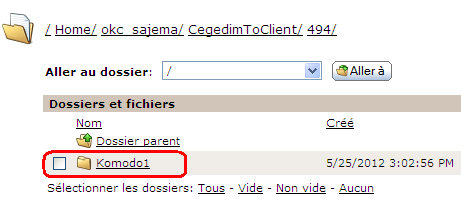 / Home/ okc_sajema/ CegedimToClient/ 494/
Aller au dossier: / Aller à
Dossiers et fichiers
Nom Créé
Dossier parent
Komodo1 5/25/2012 3:02:56 PM
Sélectionner les dossiers: Tous - Vide - Non vide - Aucun